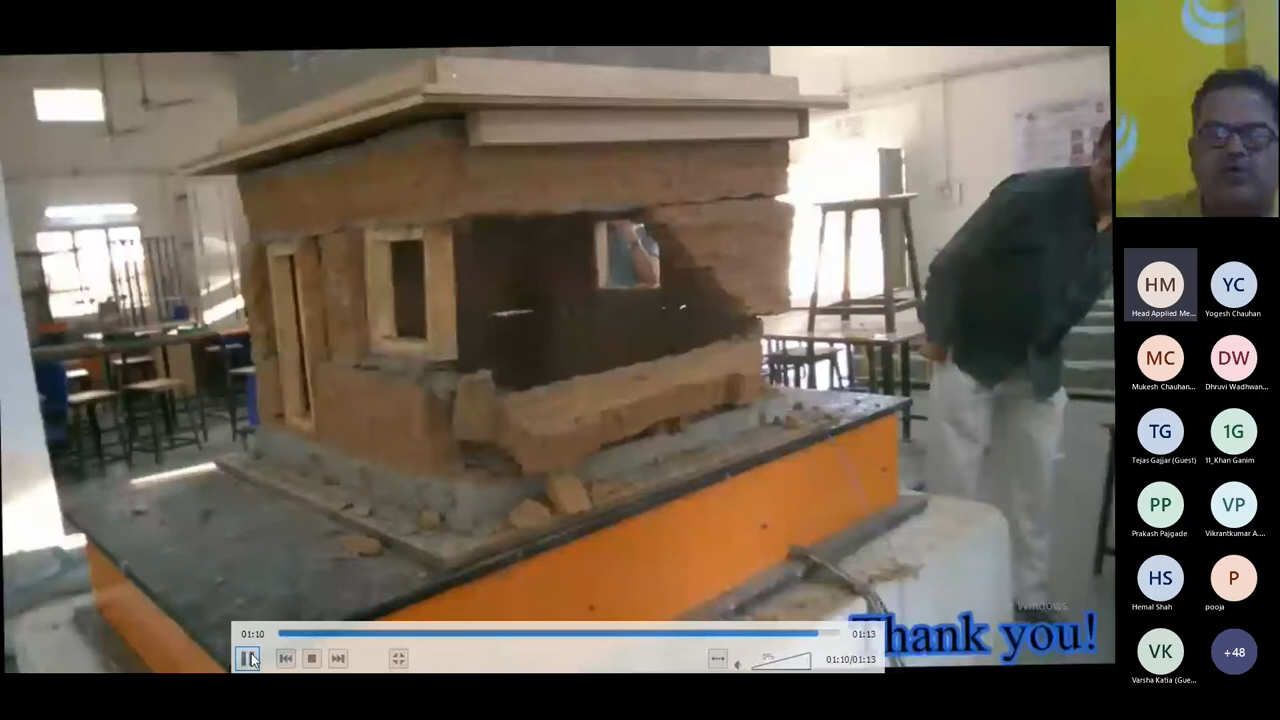 HM
Head Applied Me...
YC
Yogesh Chauhan
MC
Mukesh Chauhan...
DW
Dhruvi Wadhwan...
TG
Tejas Gajjar (Guest)
1G
11_Khan Ganim
PP
Prakash Pajgade
VP
Vikrantkumar A....
HS
Hemal Shah
P
pooja
VK
Varsha Katia (Gue...
+48
Windows.
Thank you!
01:10
01:13
0%
01:10/01:13